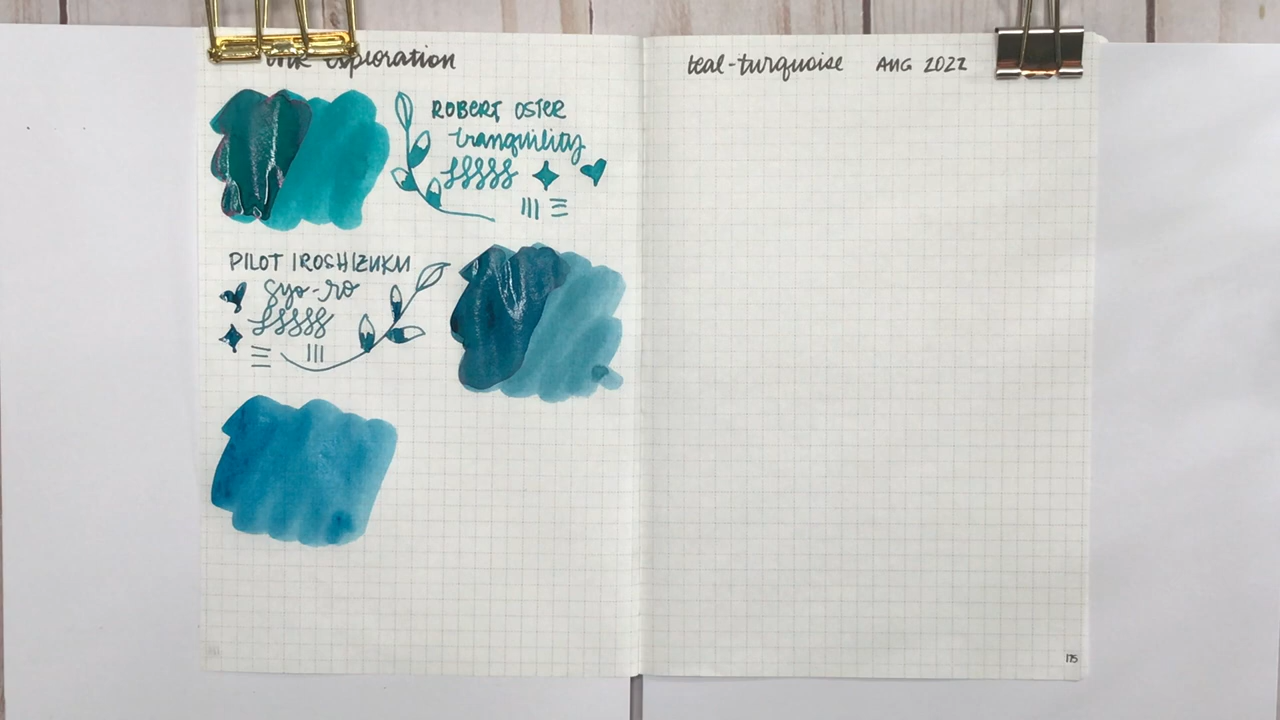 ink exploration
ROBERT OSTER
tranquility
PILOT IROSHIZUKU
syo-ro
teal-turquoise AUG 2022
175